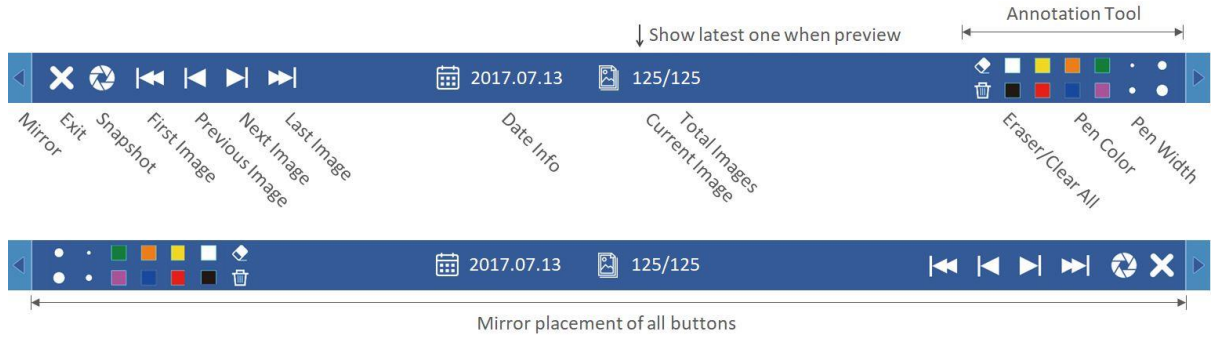 Annotation Tool
Show latest one when preview
2017.07.13
125/125
Mirror
Exit
Snapshot
First Image
Previous Image
Next Image
Last Image
Date Info
Current Image
Total Images
Eraser/Clear All
Pen Color
Pen Width
2017.07.13
125/125
Mirror placement of all buttons